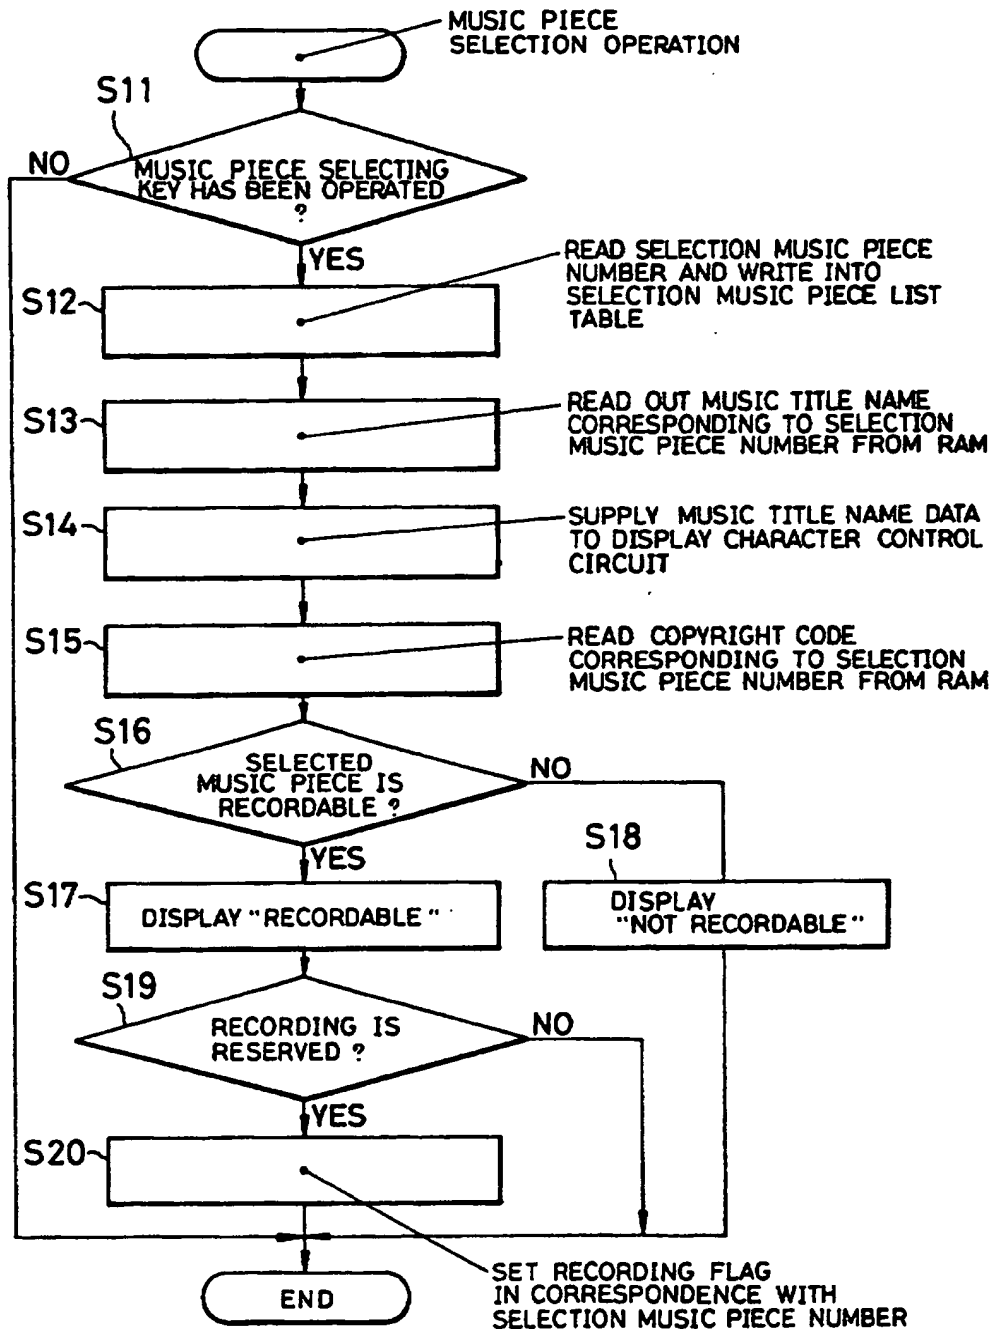 MUSIC PIECE
SELECTION OPERATION
S11
NO
MUSIC PIECE SELECTING
KEY HAS BEEN OPERATED
?
YES
READ SELECTION MUSIC PIECE
NUMBER AND WRITE INTO
SELECTION MUSIC PIECE LIST
TABLE
S12
S13
READ OUT MUSIC TITLE NAME
CORRESPONDING TO SELECTION
MUSIC PIECE NUMBER FROM RAM
S14
SUPPLY MUSIC TITLE NAME DATA
TO DISPLAY CHARACTER CONTROL
CIRCUIT
S15
READ COPYRIGHT CODE
CORRESPONDING TO SELECTION
MUSIC PIECE NUMBER FROM RAM
S16
SELECTED
MUSIC PIECE IS
RECORDABLE ?
NO
YES
S18
S17
DISPLAY "RECORDABLE"
DISPLAY
"NOT RECORDABLE"
S19
RECORDING IS
RESERVED ?
NO
YES
S20
SET RECORDING FLAG
IN CORRESPONDENCE WITH
SELECTION MUSIC PIECE NUMBER
END